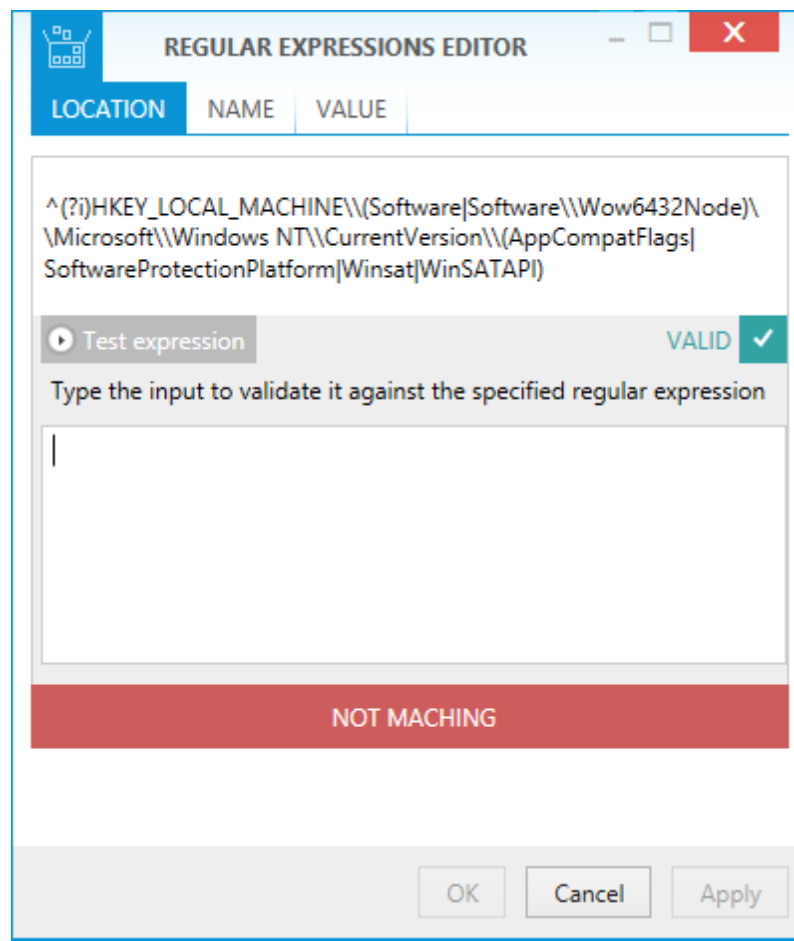 REGULAR EXPRESSIONS EDITOR
LOCATION NAME VALUE
^(?i)HKEY_LOCAL_MACHINE\\(Software|Software\\Wow6432Node)\
\Microsoft\\Windows NT\\CurrentVersion\\(AppCompatFlags|
SoftwareProtectionPlatform|Winsat|WinSATAPI)
Test expression VALID
Type the input to validate it against the specified regular expression
NOT MACHING
OK Cancel Apply